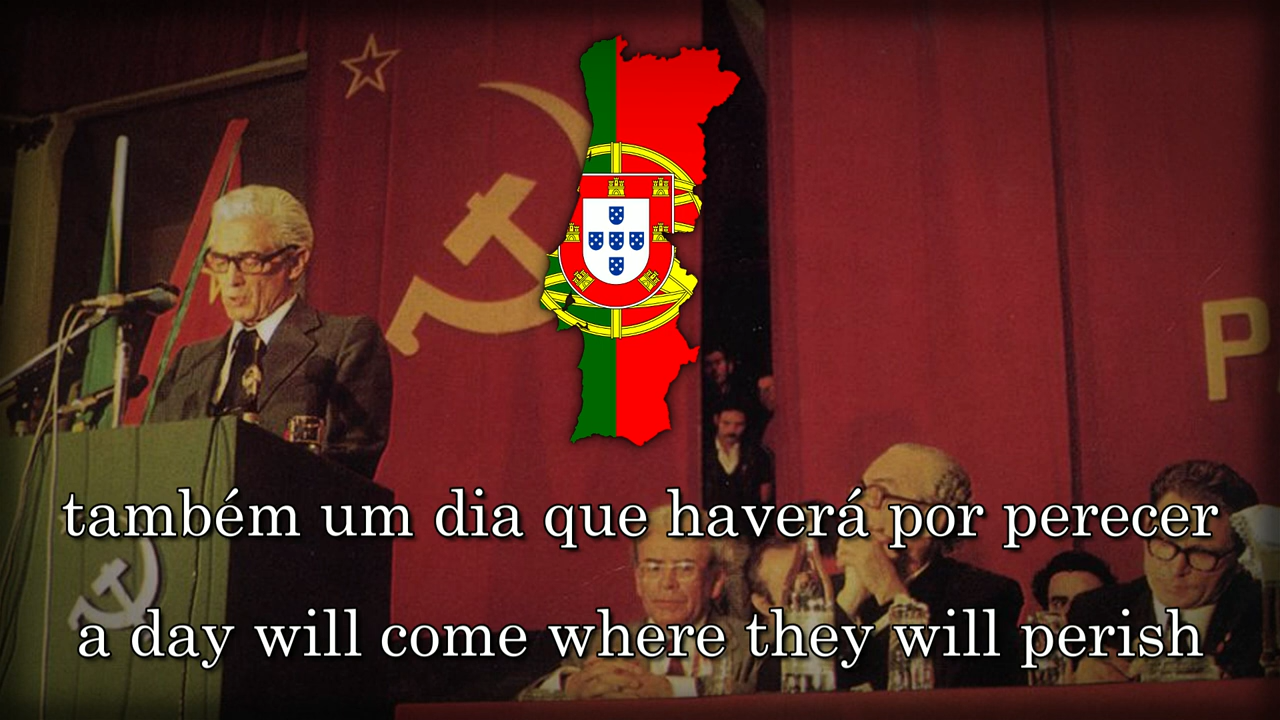 P
também um dia que haverá por perecer
a day will come where they will perish